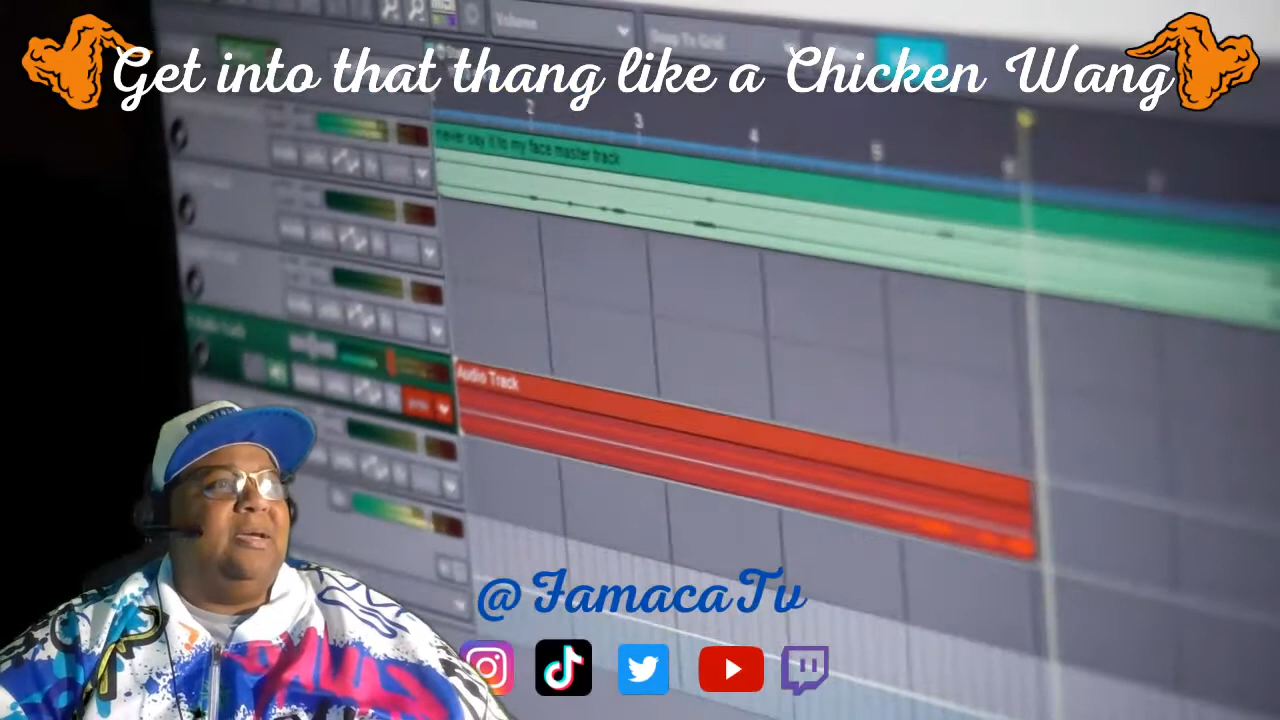 Get into that thang like a Chicken Wang
Volume
Snap To Grid
2
3
4
5
never say it to my face master track
Audio Track
@FamacaTv